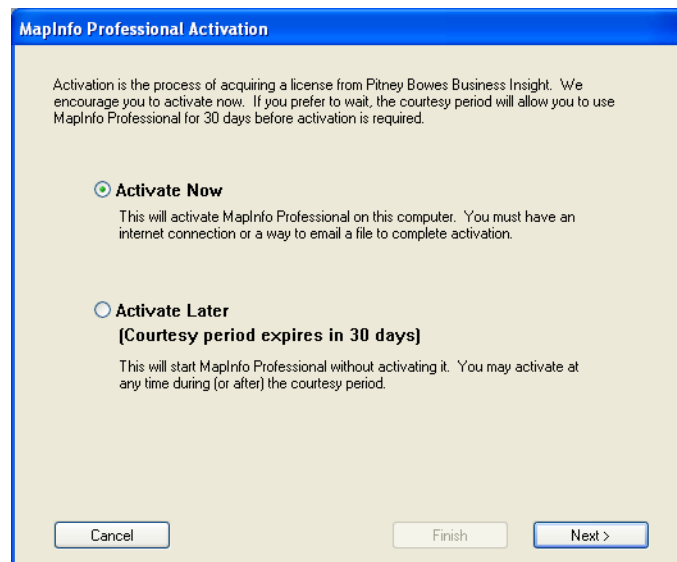 MapInfo Professional Activation
Activation is the process of acquiring a license from Pitney Bowes Business Insight. We
encourage you to activate now. If you prefer to wait, the courtesy period will allow you to use
MapInfo Professional for 30 days before activation is required.
Activate Now
This will activate MapInfo Professional on this computer. You must have an
internet connection or a way to email a file to complete activation.
Activate Later
(Courtesy period expires in 30 days)
This will start MapInfo Professional without activating it. You may activate at
any time during (or after) the courtesy period.
Cancel Finish Next >